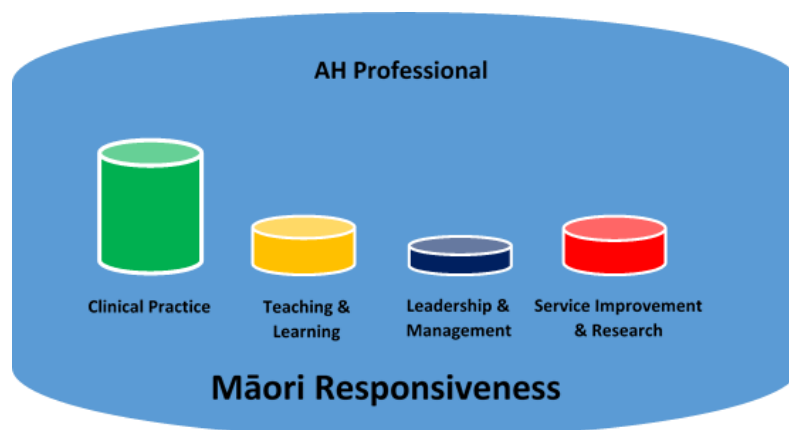 AH Professional
Clinical Practice
Teaching &
Learning
Leadership &
Management
Service Improvement
& Research
Māori Responsiveness